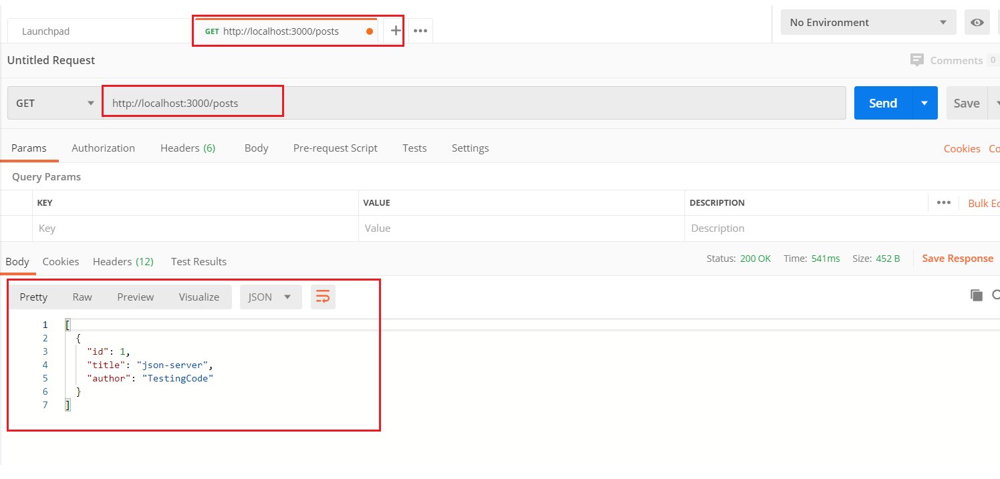 Launchpad GET http://localhost:3000/posts + ••• No Environment
Untitled Request Comments 0
GET http://localhost:3000/posts Send Save
Params Authorization Headers (6) Body Pre-request Script Tests Settings Cookies Co
Query Params
KEY VALUE DESCRIPTION ••• Bulk Ed
Key Value Description
Body Cookies Headers (12) Test Results Status: 200 OK Time: 541ms Size: 452 B Save Response
Pretty Raw Preview Visualize JSON
1 [
2 {
3 "id": 1,
4 "title": "json-server",
5 "author": "TestingCode"
6 }
7 ]